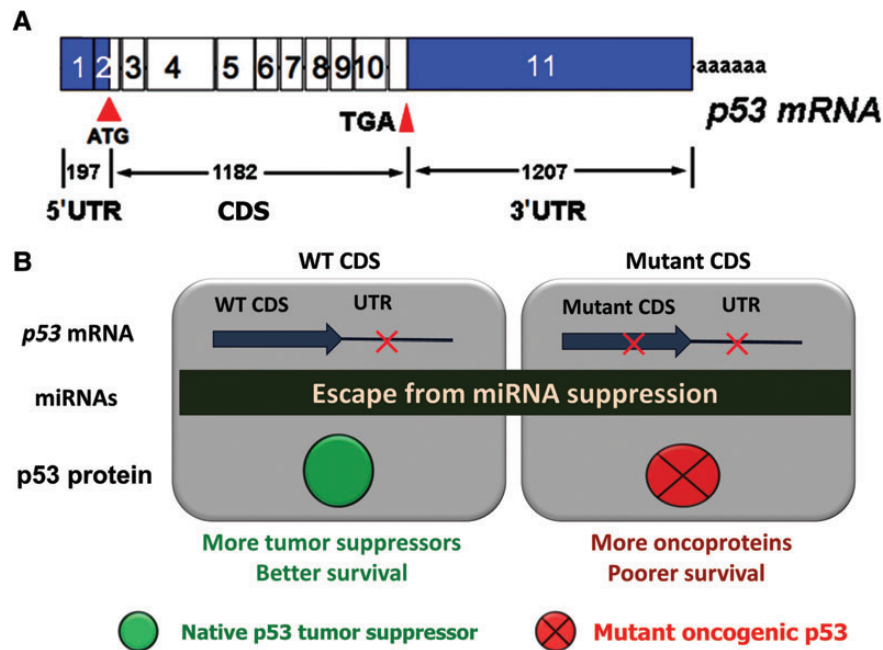 A
1 2 3 4 5 6 7 8 9 10 11 aaaaaa
ATG TGA p53 mRNA
197 1182 1207
5'UTR CDS 3'UTR
B
WT CDS Mutant CDS
WT CDS UTR Mutant CDS UTR
p53 mRNA
miRNAs Escape from miRNA suppression
p53 protein
More tumor suppressors More oncoproteins
Better survival Poorer survival
Native p53 tumor suppressor Mutant oncogenic p53